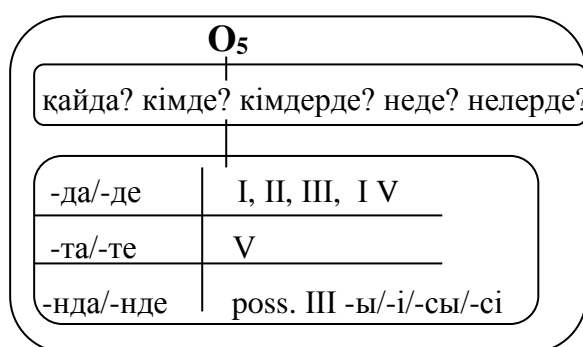 O₅
қайда? кімде? кімдерде? неде? нелерде?
-да/-де I, II, III, I V
-та/-те V
-нда/-нде poss. III -ы/-і/-сы/-сі